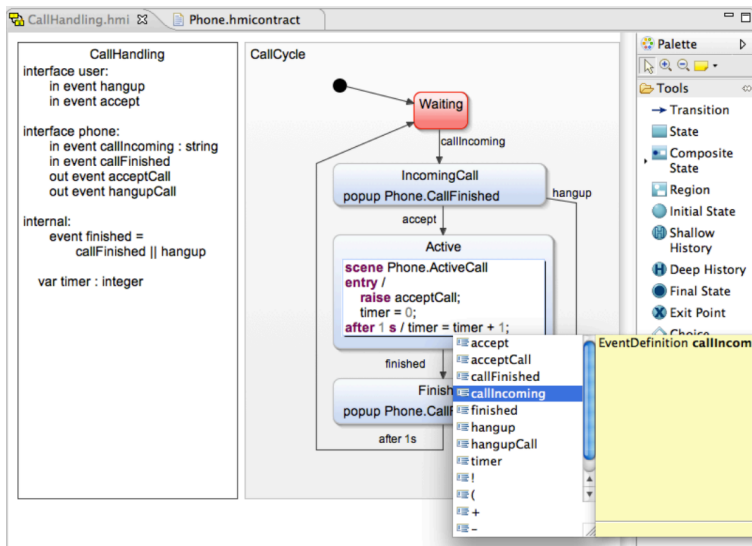 CallHandling.hmi
Phone.hmicontract
CallHandling
interface user:
in event hangup
in event accept
interface phone:
in event callIncoming : string
in event callFinished
out event acceptCall
out event hangupCall
internal:
event finished =
callFinished || hangup
var timer : integer
CallCycle
Waiting
callIncoming
IncomingCall
popup Phone.CallFinished
hangup
accept
Active
scene Phone.ActiveCall
entry /
raise acceptCall;
timer = 0;
after 1 s / timer = timer + 1;
finished
Finish
popup Phone.CallF
after 1s
accept
acceptCall
callFinished
callIncoming
finished
hangup
hangupCall
timer
!
(
+
-
EventDefinition callIncom
Palette
Tools
Transition
State
Composite
State
Region
Initial State
Shallow
History
Deep History
Final State
Exit Point
Choice